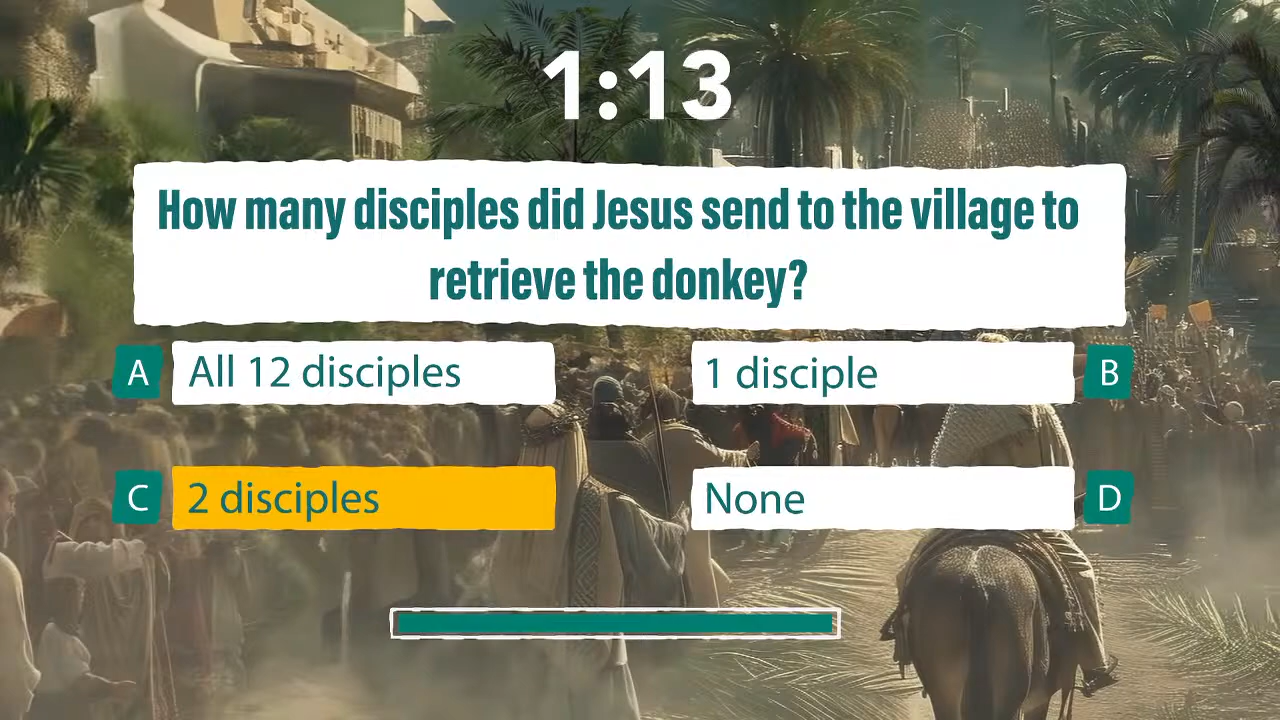 1:13
How many disciples did Jesus send to the village to
retrieve the donkey?
A All 12 disciples
1 disciple B
C 2 disciples
None D